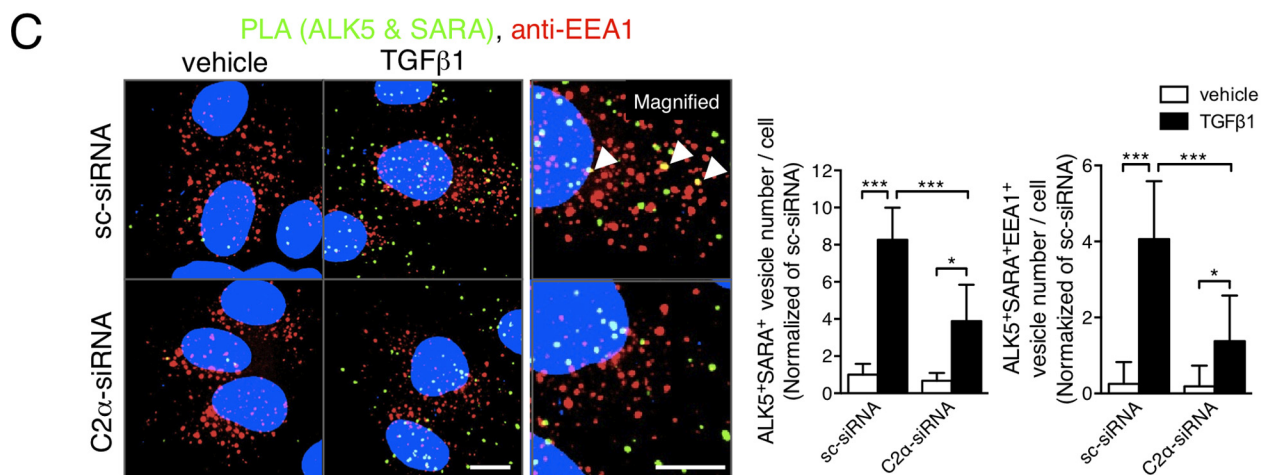 C
PLA (ALK5 & SARA), anti-EEA1
vehicle
TGFβ1
sc-siRNA
C2α-siRNA
Magnified
vehicle
TGFβ1
ALK5⁺SARA⁺ vesicle number / cell
(Normalized of sc-siRNA)
12
10
8
6
4
2
0
***
***
*
sc-siRNA
C2α-siRNA
ALK5⁺SARA⁺EEA1⁺
vesicle number / cell
(Normakized of sc-siRNA)
6
4
2
0
***
***
*
sc-siRNA
C2α-siRNA